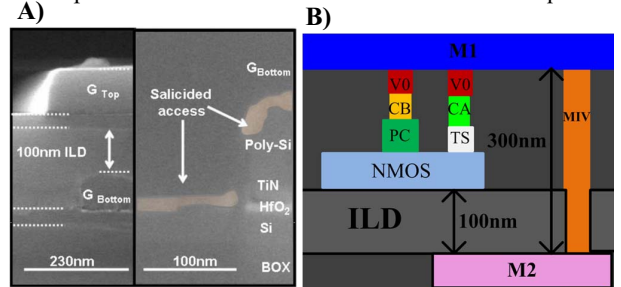 A)
B)
G Top
100nm ILD
G Bottom
230nm
Salicided
access
GBottom
Poly-Si
TiN
HfO2
Si
BOX
100nm
M1
V0
V0
CB
CA
PC
TS
NMOS
MIV
300nm
ILD
100nm
M2